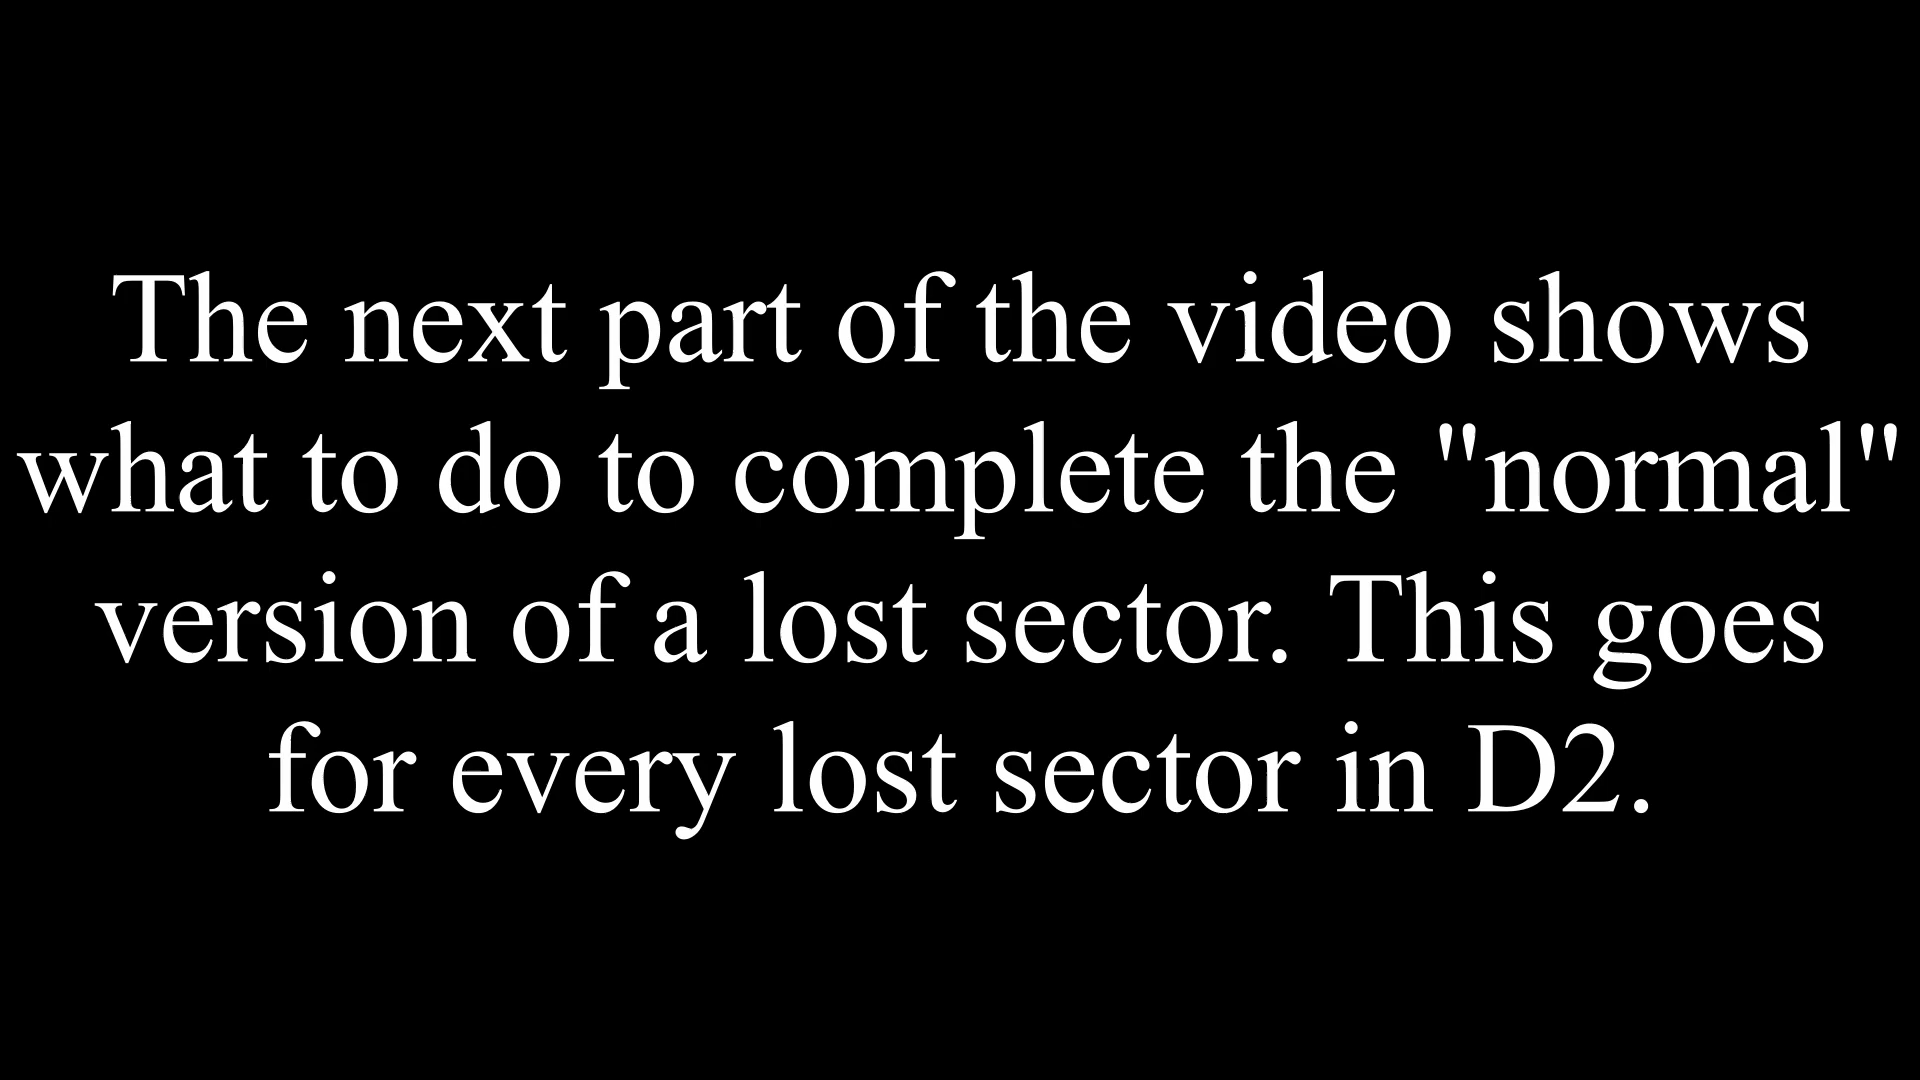 The next part of the video shows
what to do to complete the "normal"
version of a lost sector. This goes
for every lost sector in D2.